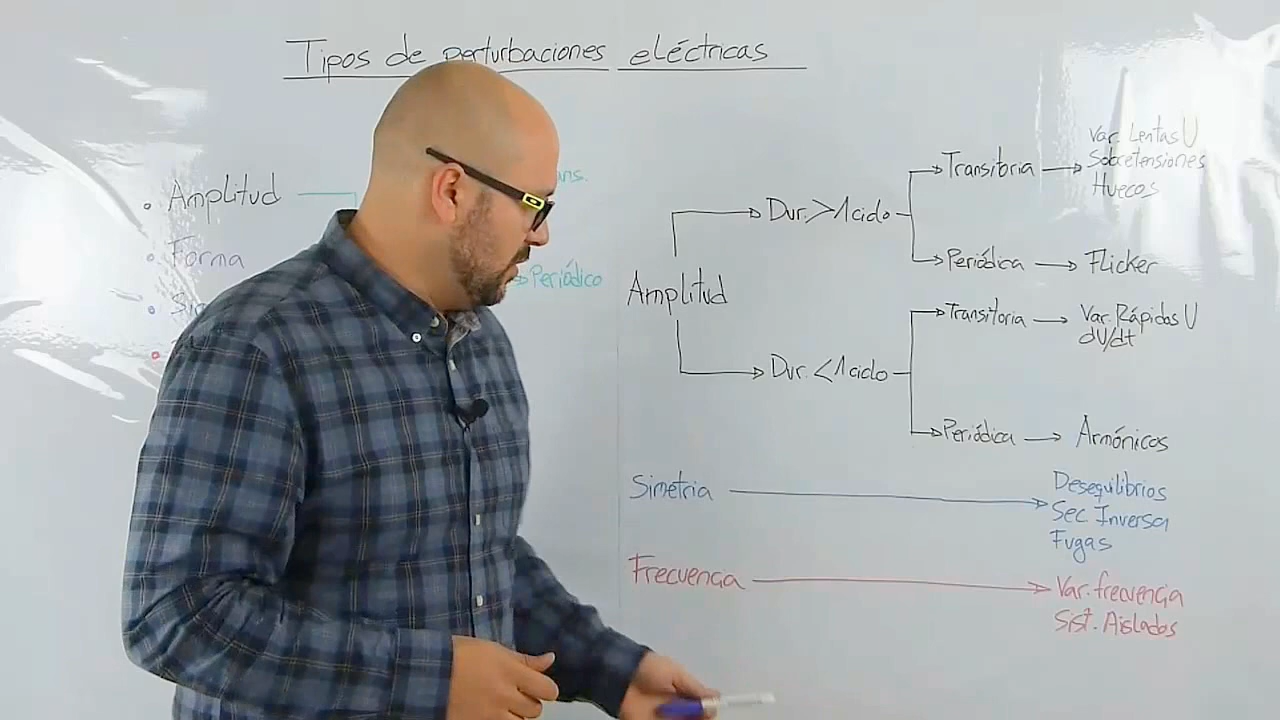 Tipos de perturbaciones eléctricas
• Amplitud
• Forma
Periódico
Amplitud
Dur. > 1 ciclo
Transitoria
Var. Lentas U
Sobretensiones
Huecos
Periódica
Flicker
Dur. < 1 ciclo
Transitoria
Var. Rápidas U
dU/dt
Periódica
Armónicos
Simetria
Desequilibrios
Sec Inversa
Fugas
Frecuencia
Var. frecuencia
Sist. Aislados